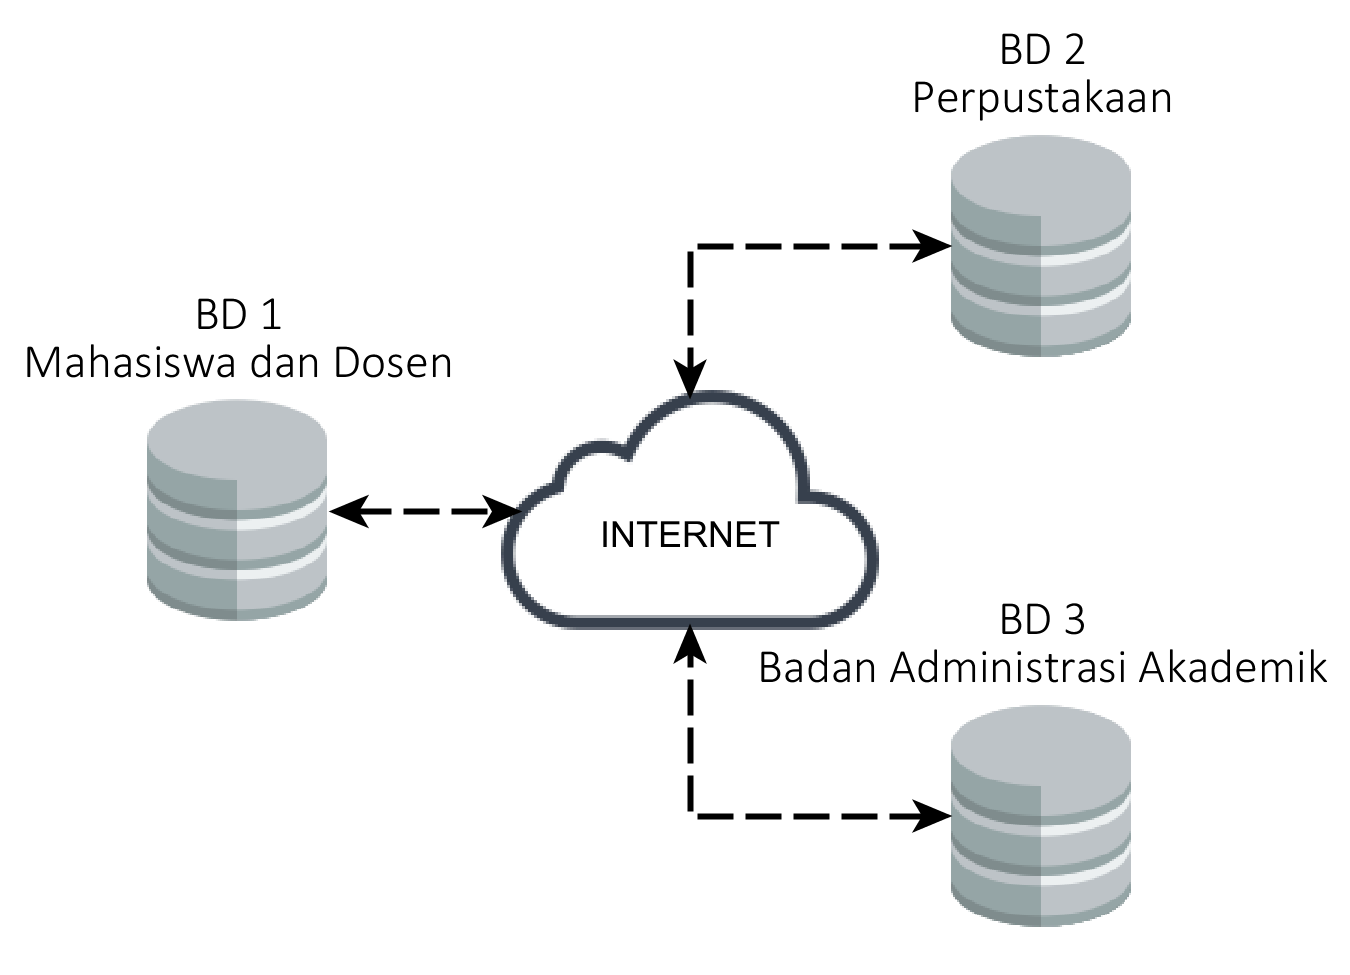 BD 2
Perpustakaan
BD 1
Mahasiswa dan Dosen
INTERNET
BD 3
Badan Administrasi Akademik